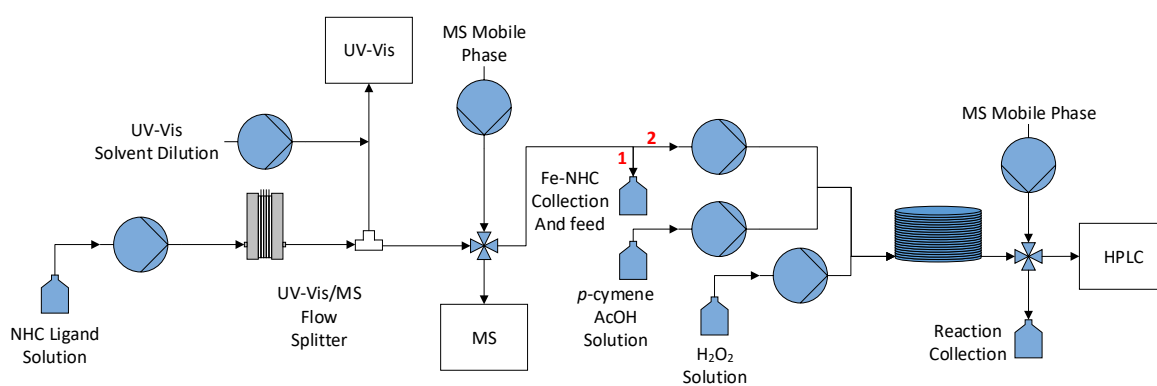 UV-Vis
MS Mobile
Phase
UV-Vis
Solvent Dilution
NHC Ligand
Solution
UV-Vis/MS
Flow
Splitter
MS
1
2
Fe-NHC
Collection
And feed
p-cymene
AcOH
Solution
H₂O₂
Solution
MS Mobile Phase
HPLC
Reaction
Collection